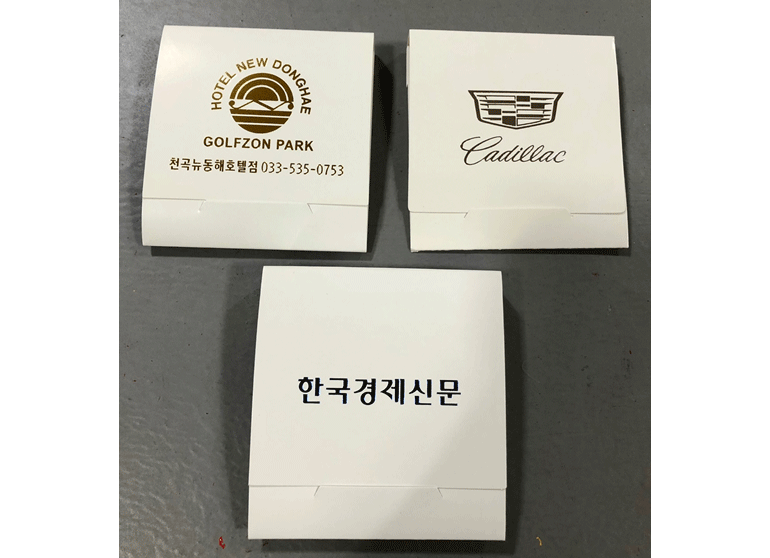 HOTEL NEW DONGHAE
GOLFZON PARK
천곡뉴동해호텔점 033-535-0753
Cadillac
한국경제신문